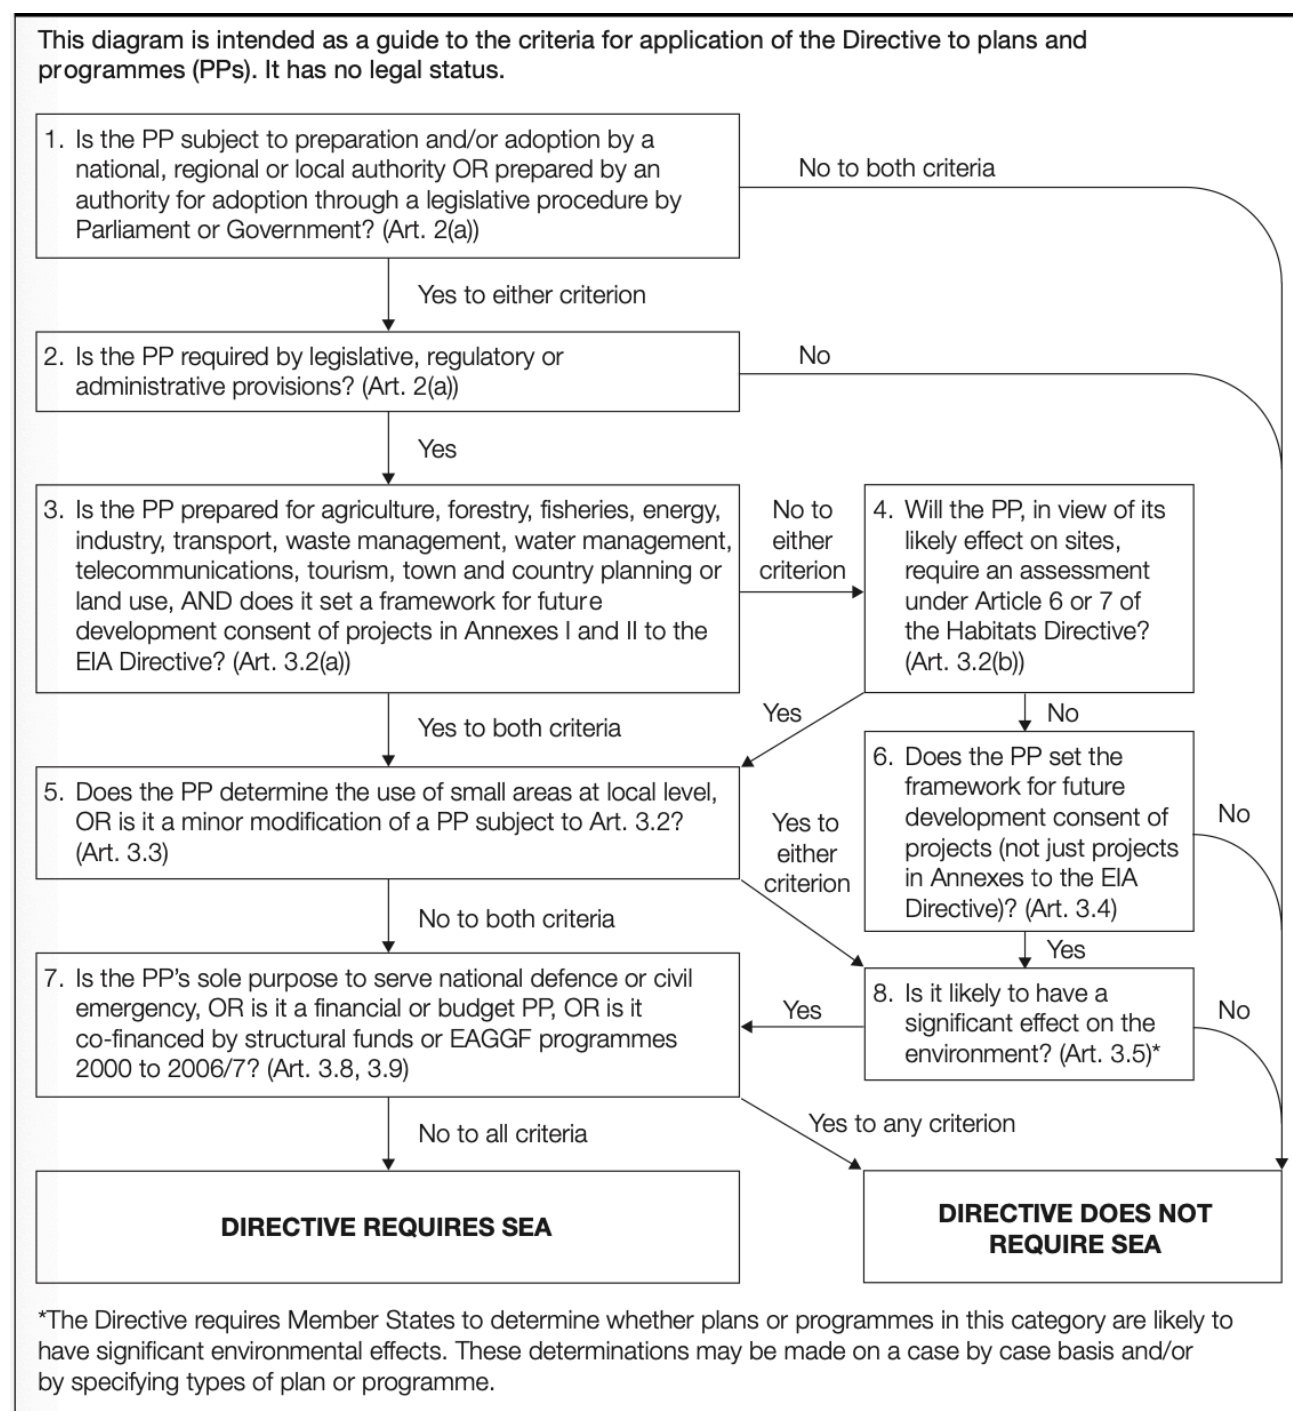 This diagram is intended as a guide to the criteria for application of the Directive to plans and
programmes (PPs). It has no legal status.
1. Is the PP subject to preparation and/or adoption by a
national, regional or local authority OR prepared by an
authority for adoption through a legislative procedure by
Parliament or Government? (Art. 2(a))
No to both criteria
Yes to either criterion
2. Is the PP required by legislative, regulatory or
administrative provisions? (Art. 2(a))
No
Yes
3. Is the PP prepared for agriculture, forestry, fisheries, energy,
industry, transport, waste management, water management,
telecommunications, tourism, town and country planning or
land use, AND does it set a framework for future
development consent of projects in Annexes I and II to the
EIA Directive? (Art. 3.2(a))
No to
either
criterion
4. Will the PP, in view of its
likely effect on sites,
require an assessment
under Article 6 or 7 of
the Habitats Directive?
(Art. 3.2(b))
Yes to both criteria
Yes
No
5. Does the PP determine the use of small areas at local level,
OR is it a minor modification of a PP subject to Art. 3.2?
(Art. 3.3)
Yes to
either
criterion
6. Does the PP set the
framework for future
development consent of
projects (not just projects
in Annexes to the EIA
Directive)? (Art. 3.4)
No
No to both criteria
Yes
7. Is the PP's sole purpose to serve national defence or civil
emergency, OR is it a financial or budget PP, OR is it
co-financed by structural funds or EAGGF programmes
2000 to 2006/7? (Art. 3.8, 3.9)
Yes
8. Is it likely to have a
significant effect on the
environment? (Art. 3.5)*
No
No to all criteria
Yes to any criterion
DIRECTIVE REQUIRES SEA
DIRECTIVE DOES NOT
REQUIRE SEA
*The Directive requires Member States to determine whether plans or programmes in this category are likely to
have significant environmental effects. These determinations may be made on a case by case basis and/or
by specifying types of plan or programme.